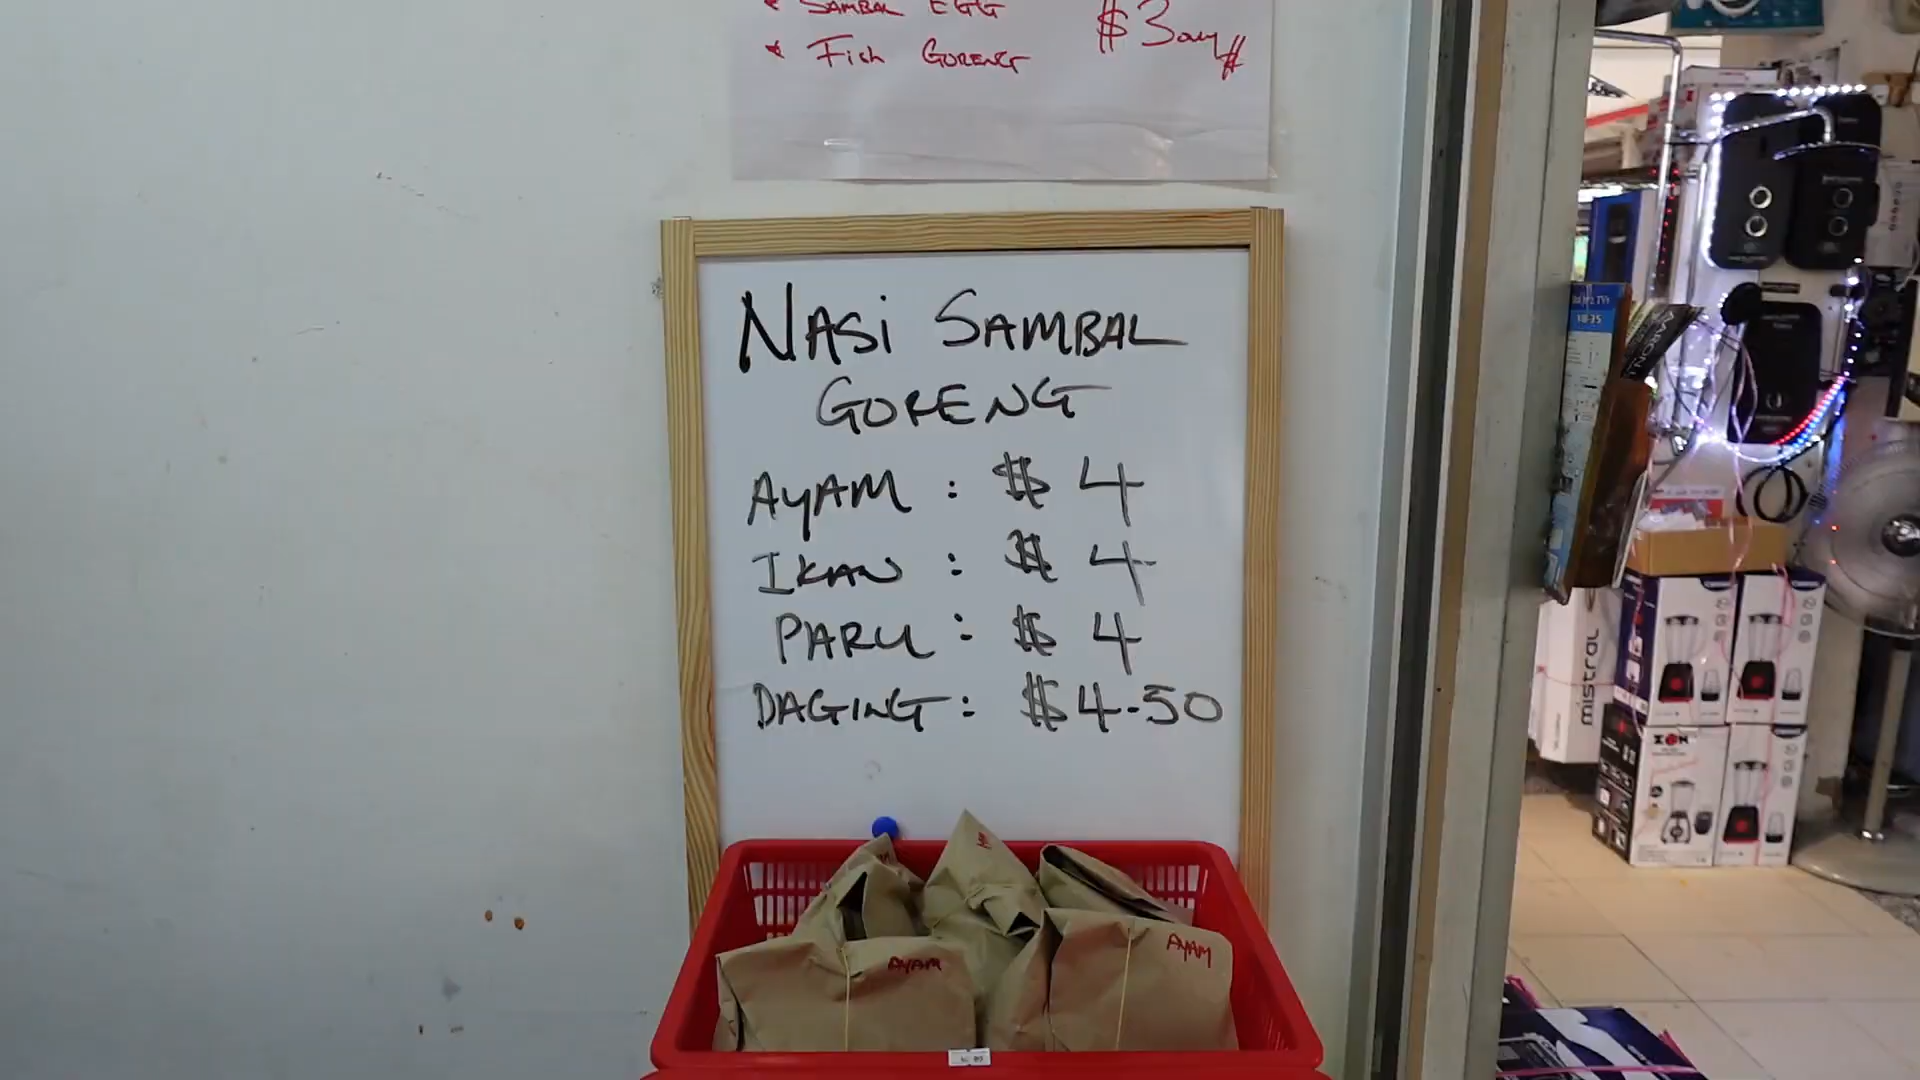 * SAMBAL EGG
* Fish GORENG
$3
NASi SAMBAL
GORENG
AYAM : $ 4
IKAN : $ 4
PARU : $ 4
DAGING : $ 4-50
AYAM
AYAM
mistral